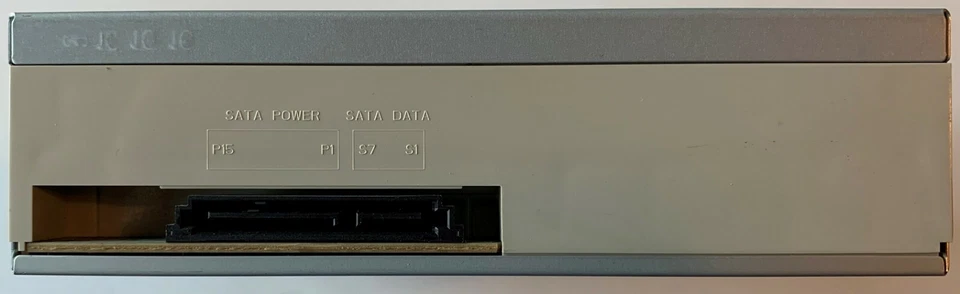 SATA POWER SATA DATA
P15 P1 S7 S1